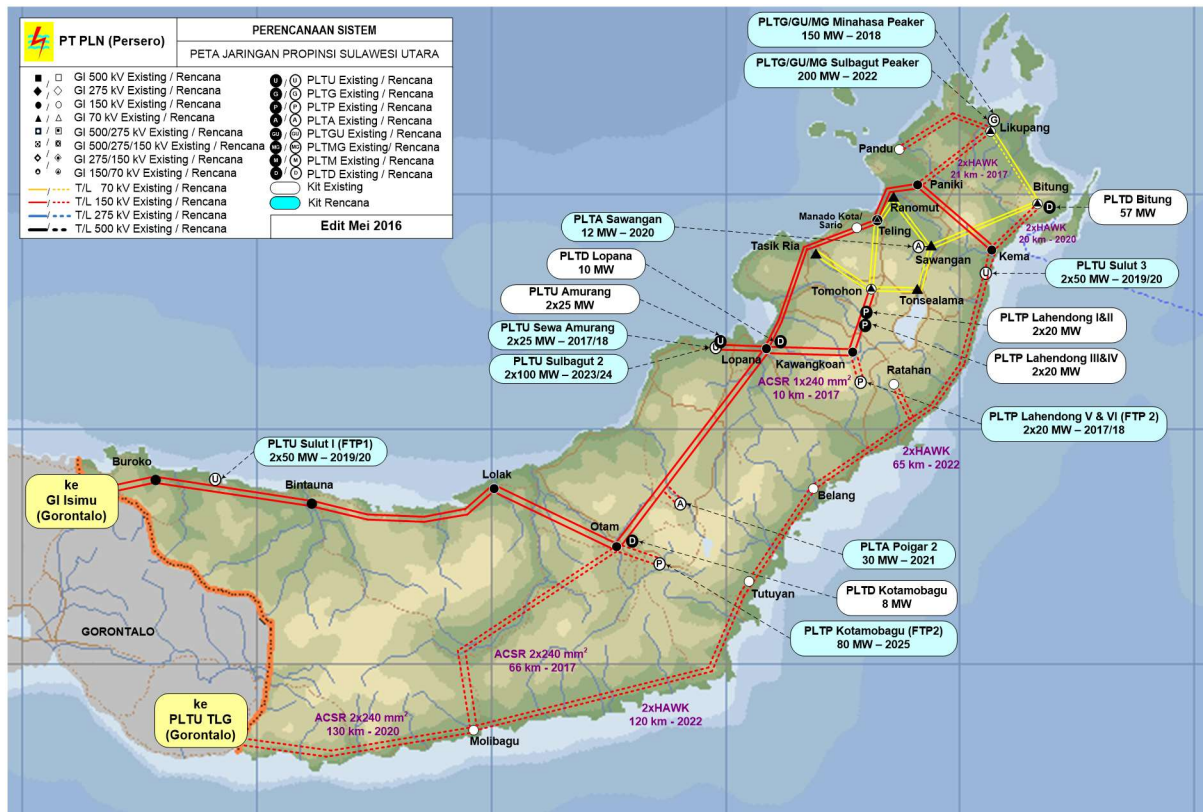 PT PLN (Persero)
PERENCANAAN SISTEM
PETA JARINGAN PROPINSI SULAWESI UTARA
GI 500 kV Existing / Rencana
GI 275 kV Existing / Rencana
GI 150 kV Existing / Rencana
GI 70 kV Existing / Rencana
GI 500/275 kV Existing / Rencana
GI 500/275/150 kV Existing / Rencana
GI 275/150 kV Existing / Rencana
GI 150/70 kV Existing / Rencana
T/L 70 kV Existing / Rencana
T/L 150 kV Existing / Rencana
T/L 275 kV Existing / Rencana
T/L 500 kV Existing / Rencana
U / U PLTU Existing / Rencana
G / G PLTG Existing / Rencana
P / P PLTP Existing / Rencana
A / A PLTA Existing / Rencana
GU / GU PLTGU Existing / Rencana
MG / MG PLTMG Existing/ Rencana
M / M PLTM Existing / Rencana
D / D PLTD Existing / Rencana
Kit Existing
Kit Rencana
Edit Mei 2016
PLTG/GU/MG Minahasa Peaker
150 MW – 2018
PLTG/GU/MG Sulbagut Peaker
200 MW – 2022
G
Likupang
Pandu
2xHAWK
21 km - 2017
Paniki
Bitung
D
PLTD Bitung
57 MW
Ranomut
Manado Kota/
Sario
Teling
2xHAWK
20 km - 2020
PLTA Sawangan
12 MW – 2020
A
Sawangan
Kema
Tasik Ria
PLTD Lopana
10 MW
U
PLTU Sulut 3
2x50 MW – 2019/20
Tomohon
Tonsealama
PLTU Amurang
2x25 MW
P
P
PLTP Lahendong I&II
2x20 MW
PLTU Sewa Amurang
2x25 MW – 2017/18
U
U
D
PLTP Lahendong III&IV
2x20 MW
PLTU Sulbagut 2
2x100 MW – 2023/24
Lopana
Kawangkoan
Ratahan
ACSR 1x240 mm²
10 km - 2017
P
PLTP Lahendong V & VI (FTP 2)
2x20 MW – 2017/18
PLTU Sulut I (FTP1)
2x50 MW – 2019/20
2xHAWK
65 km - 2022
Buroko
U
Bintauna
Lolak
Belang
ke
GI Isimu
(Gorontalo)
A
Otam
D
PLTA Poigar 2
30 MW – 2021
P
Tutuyan
PLTD Kotamobagu
8 MW
PLTP Kotamobagu (FTP2)
80 MW – 2025
GORONTALO
ACSR 2x240 mm²
66 km - 2017
ke
PLTU TLG
(Gorontalo)
ACSR 2x240 mm²
130 km - 2020
2xHAWK
120 km - 2022
Molibagu